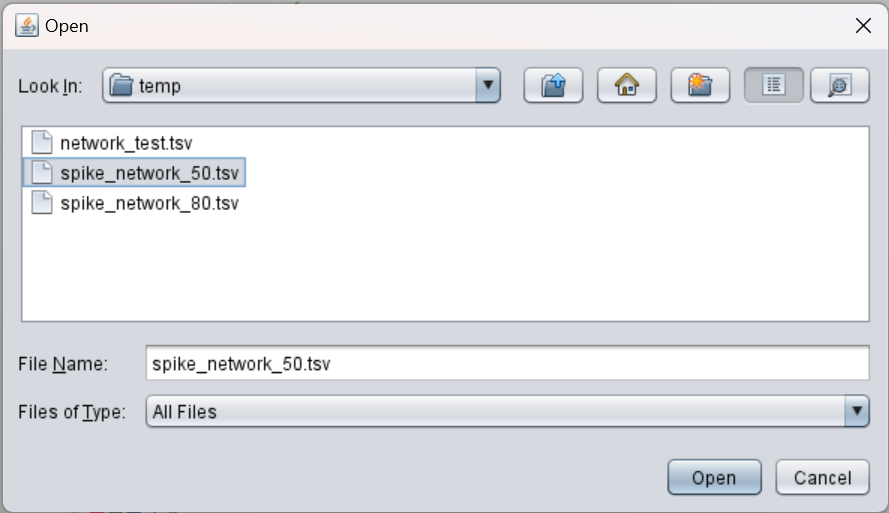 Open
Look In: temp
network_test.tsv
spike_network_50.tsv
spike_network_80.tsv
File Name: spike_network_50.tsv
Files of Type: All Files
Open Cancel